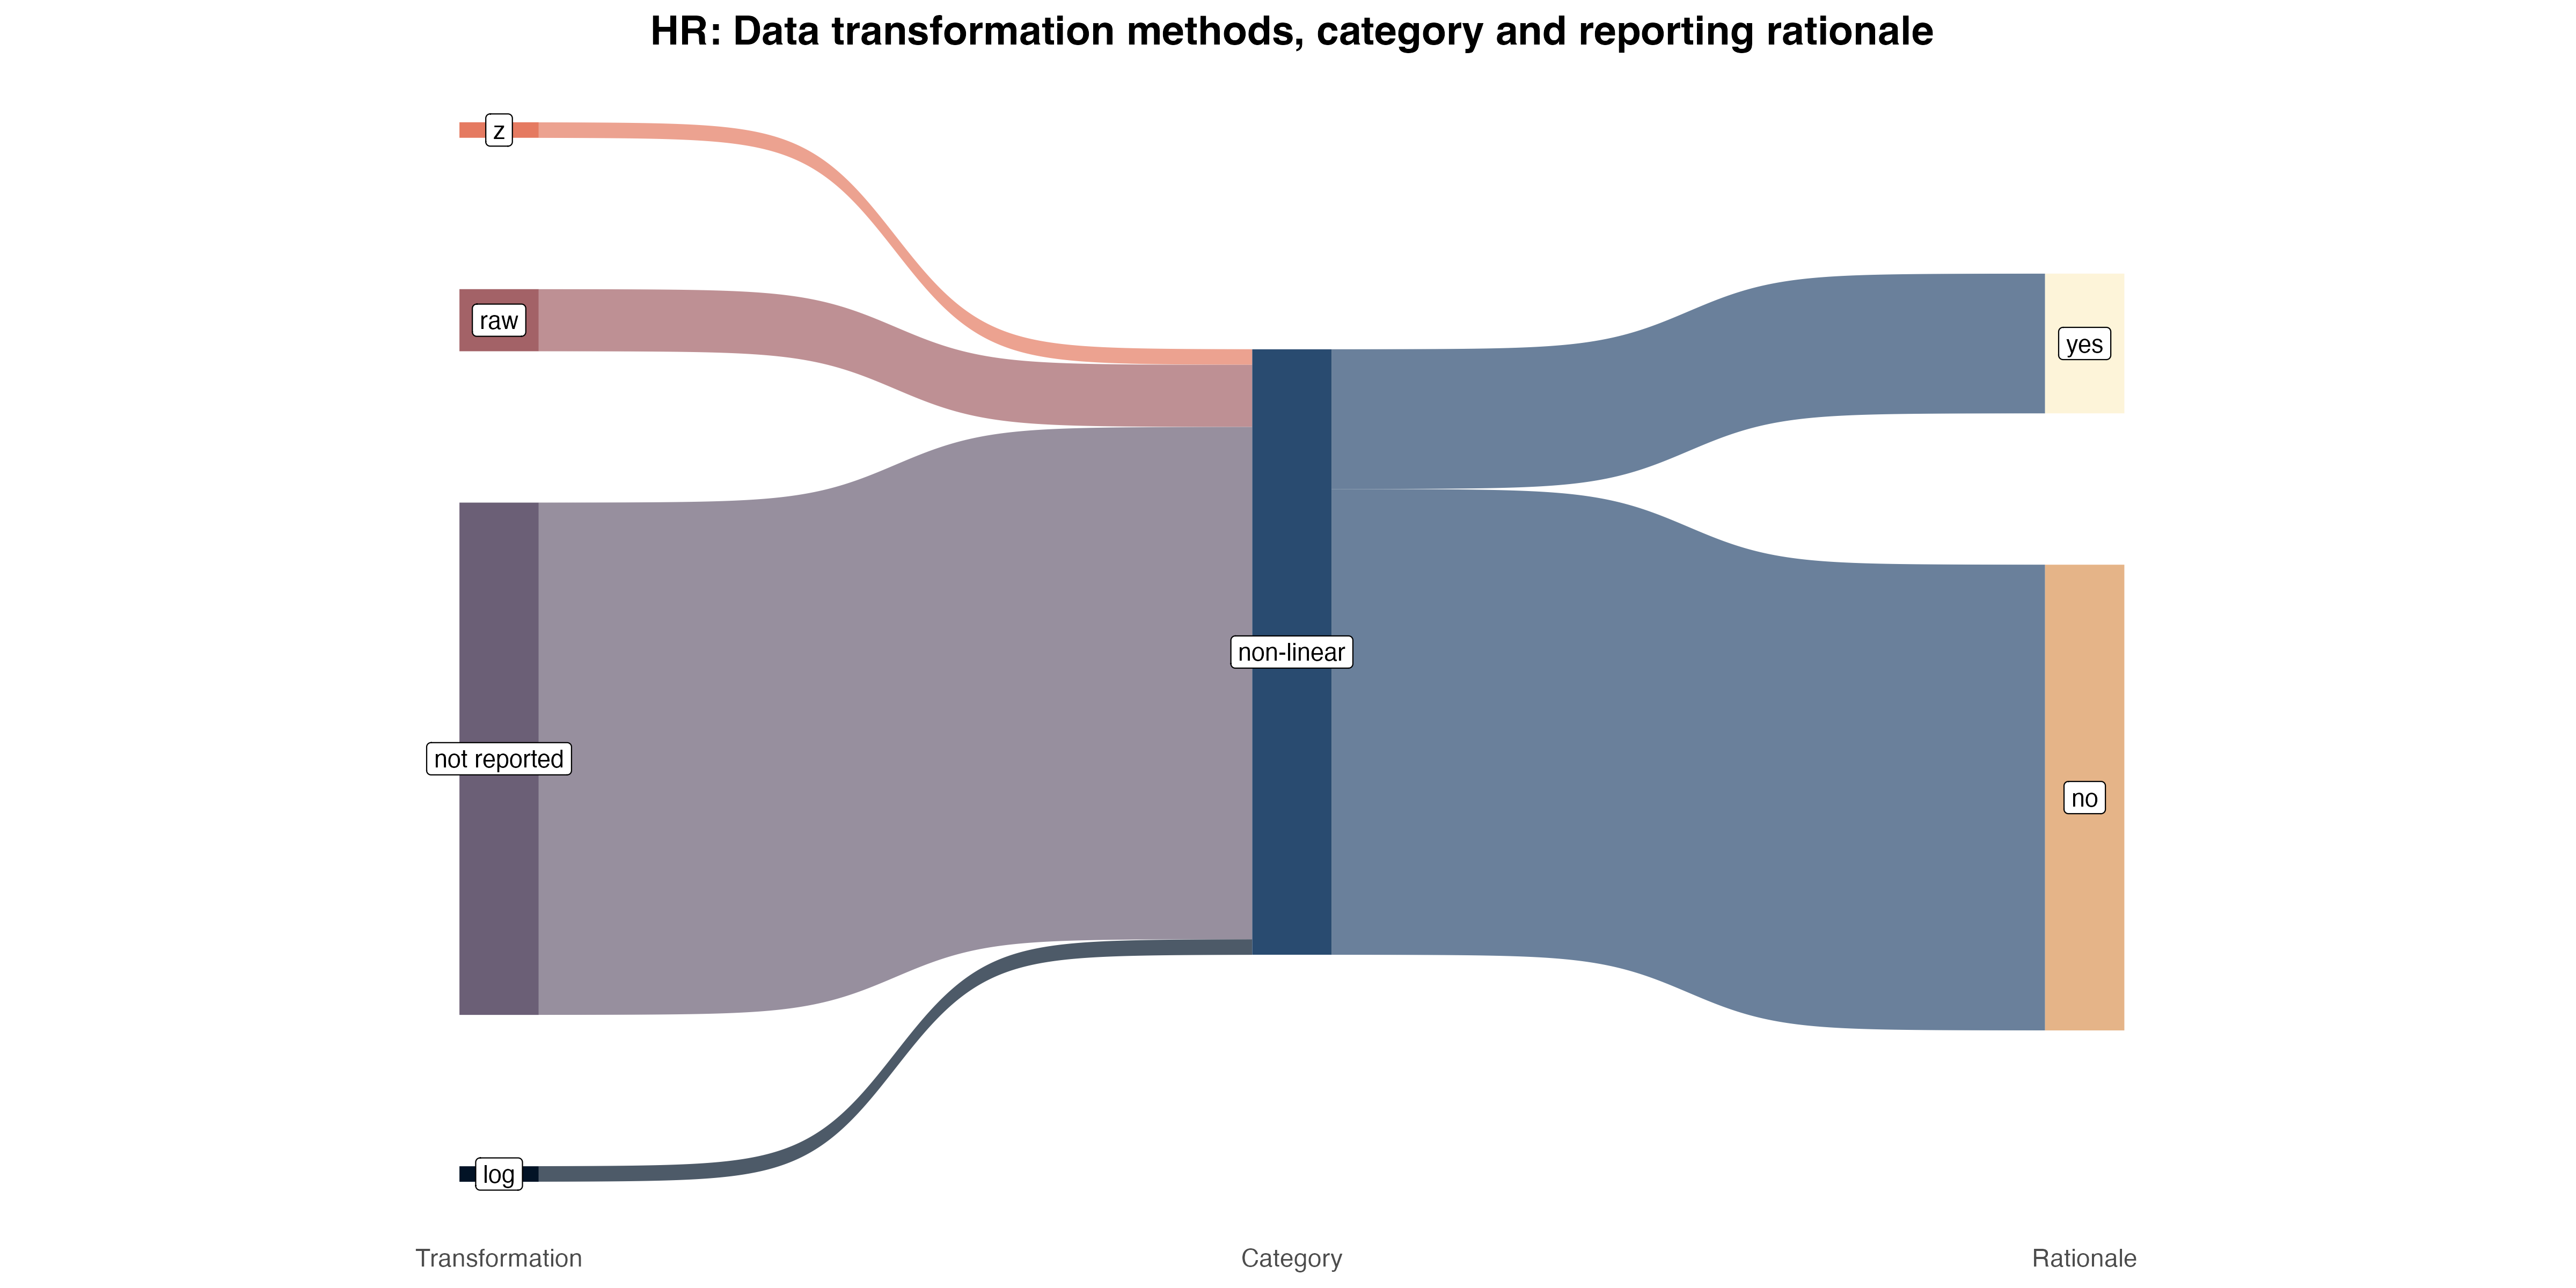 HR: Data transformation methods, category and reporting rationale
z
raw
yes
non-linear
not reported
no
log
Transformation
Category
Rationale